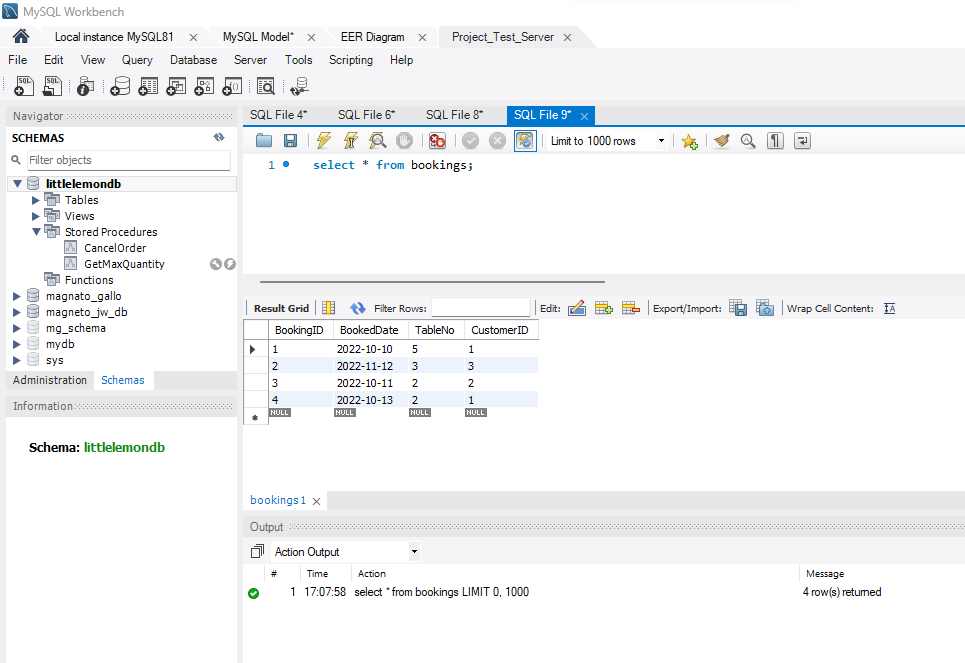 MySQL Workbench
Local instance MySQL81 MySQL Model* EER Diagram Project_Test_Server
File Edit View Query Database Server Tools Scripting Help
Navigator
SCHEMAS
Filter objects
littlelemondb
Tables
Views
Stored Procedures
CancelOrder
GetMaxQuantity
Functions
magnato_gallo
magneto_jw_db
mg_schema
mydb
sys
Administration Schemas
Information
Schema: littlelemondb
SQL File 4* SQL File 6* SQL File 8* SQL File 9*
Limit to 1000 rows
1 select * from bookings;
Result Grid Filter Rows: Edit: Export/Import: Wrap Cell Content:
BookingID BookedDate TableNo CustomerID
1 2022-10-10 5 1
2 2022-11-12 3 3
3 2022-10-11 2 2
4 2022-10-13 2 1
NULL NULL NULL NULL
bookings 1
Output
Action Output
# Time Action Message
1 17:07:58 select * from bookings LIMIT 0, 1000 4 row(s) returned